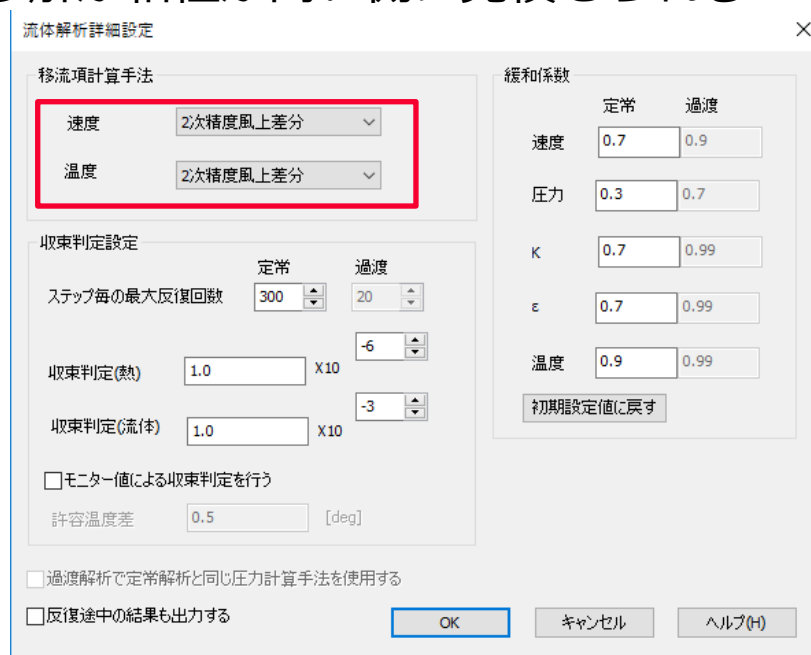 流体解析詳細設定
移流項計算手法
速度 2次精度風上差分
温度 2次精度風上差分
収束判定設定
定常 過渡
ステップ毎の最大反復回数 300 20
収束判定(熱) 1.0 X10 -6
収束判定(流体) 1.0 X10 -3
モニター値による収束判定を行う
許容温度差 0.5 [deg]
緩和係数
定常 過渡
速度 0.7 0.9
圧力 0.3 0.7
K 0.7 0.99
ε 0.7 0.99
温度 0.9 0.99
初期設定値に戻す
過渡解析で定常解析と同じ圧力計算手法を使用する
反復途中の結果も出力する
OK キャンセル ヘルプ(H)